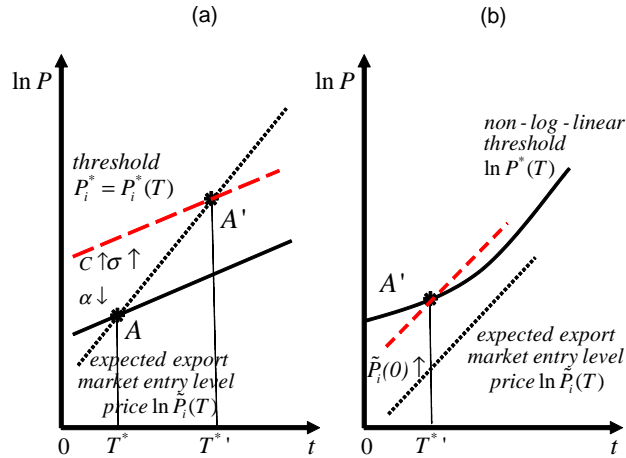 (a)
ln P
threshold
P_i^* = P_i^*(T)
A'
C ↑ σ ↑
α ↓
A
expected export
market entry level
price ln P̃_i(T)
0
T^*
T^*'
t
(b)
ln P
non - log - linear
threshold
ln P^*(T)
A'
P̃_i(0) ↑
expected export
market entry level
price ln P̃_i(T)
0
T^*'
t